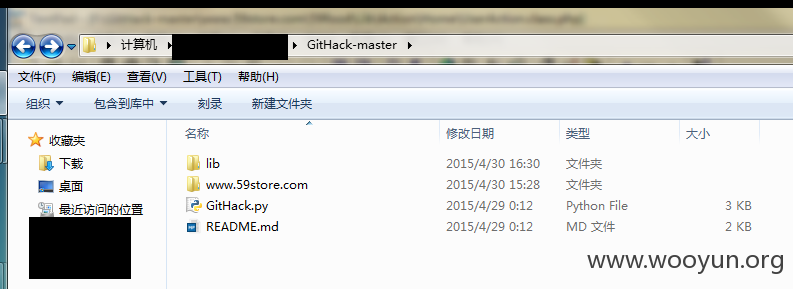 计算机 GitHack-master
文件(F) 编辑(E) 查看(V) 工具(T) 帮助(H)
组织 包含到库中 刻录 新建文件夹
收藏夹
下载
桌面
最近访问的位置
名称 修改日期 类型 大小
lib 2015/4/30 16:30 文件夹
www.59store.com 2015/4/30 15:28 文件夹
GitHack.py 2015/4/29 0:12 Python File 3 KB
README.md 2015/4/29 0:12 MD 文件 2 KB
www.wooyun.org